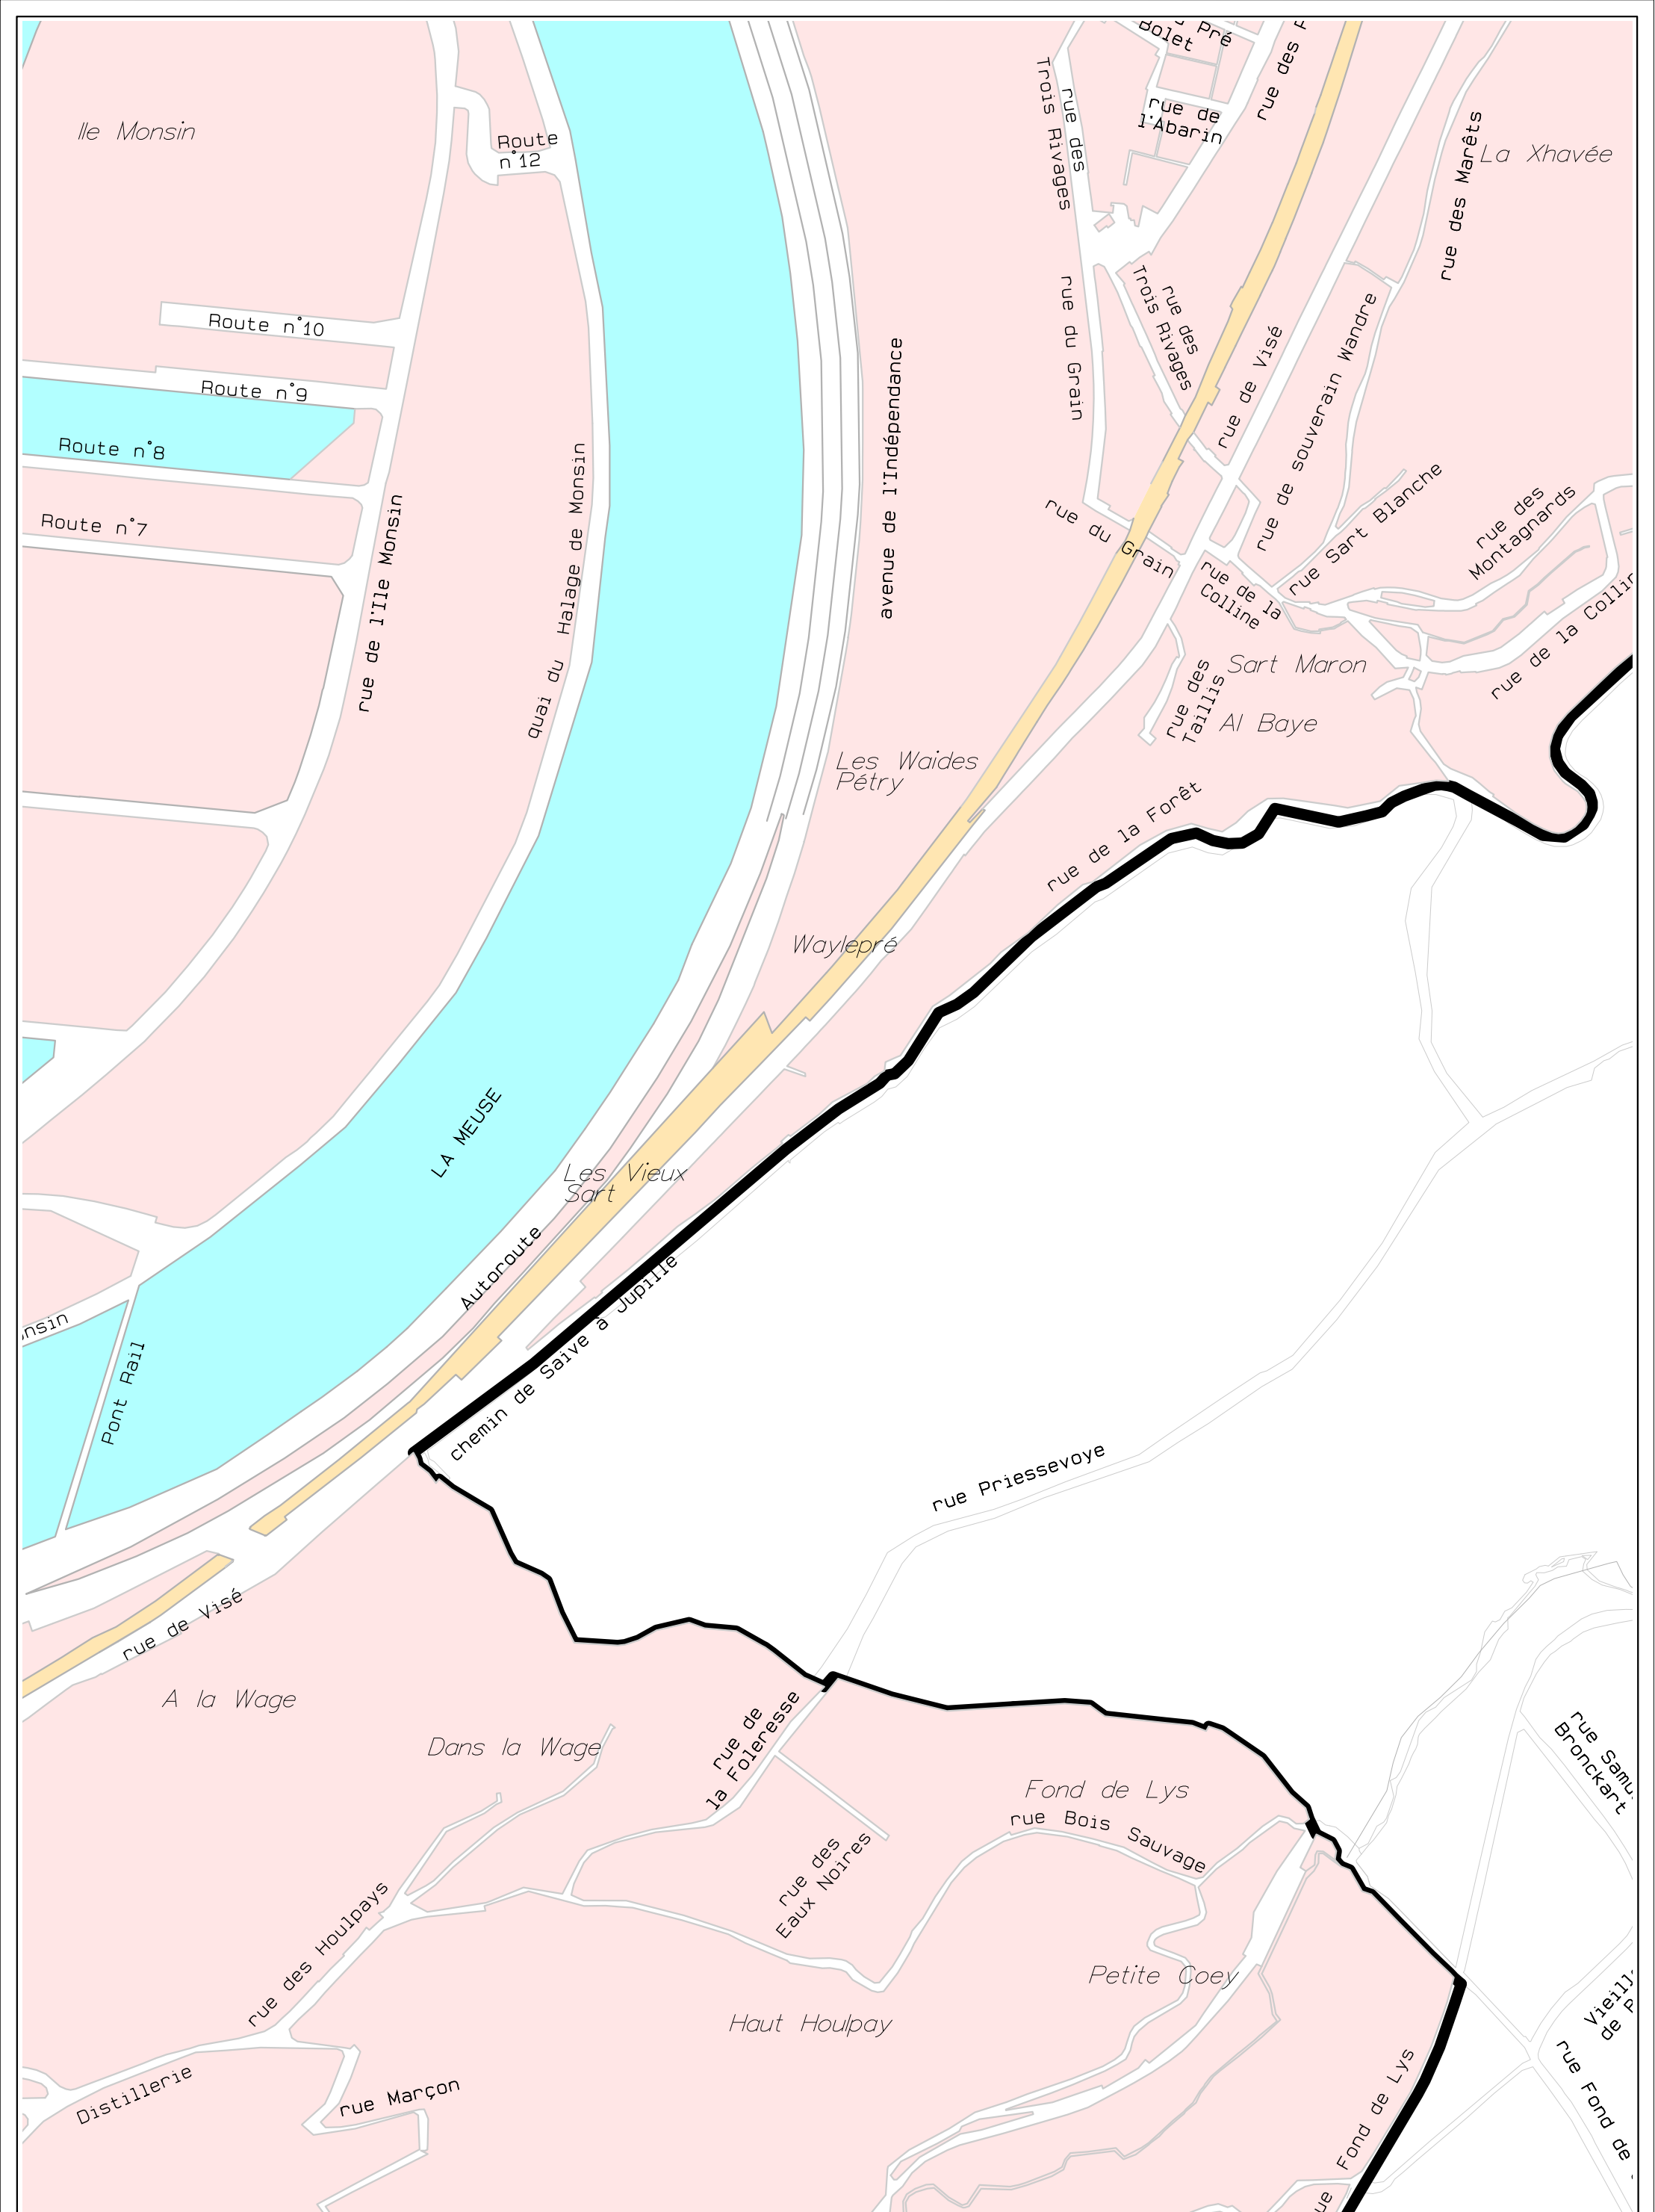 Bolet
Pré
rue des
Ile Monsin
Route
n°12
rue des
Trois Rivages
rue de
l'Abarin
La Xhavée
rue des Marêts
Route n°10
Route n°9
Route n°8
Route n°7
rue de l'Ile Monsin
quai du Halage de Monsin
avenue de l'Indépendance
rue du Grain
rue des
Trois Rivages
rue de Visé
rue de souverain Wandre
rue du Grain
rue de la
Colline
rue Sart Blanche
rue des
Montagnards
rue de la
Sart Maron
rue des
Taillis
Al Baye
Les Waides
Pétry
rue de la Forêt
Waylepré
LA MEUSE
Les Vieux
Sart
Autoroute
chemin de Saive à Jupille
Pont Rail
rue Priessevoye
rue de Visé
A la Wage
Dans la Wage
rue de
la Foleresse
Fond de Lys
rue Bois Sauvage
rue
Bronckart
rue des
Eaux Noires
rue des Houlpays
Petite Coey
Haut Houlpay
de
Distillerie
rue Marçon
Fond de Lys
rue Fond de